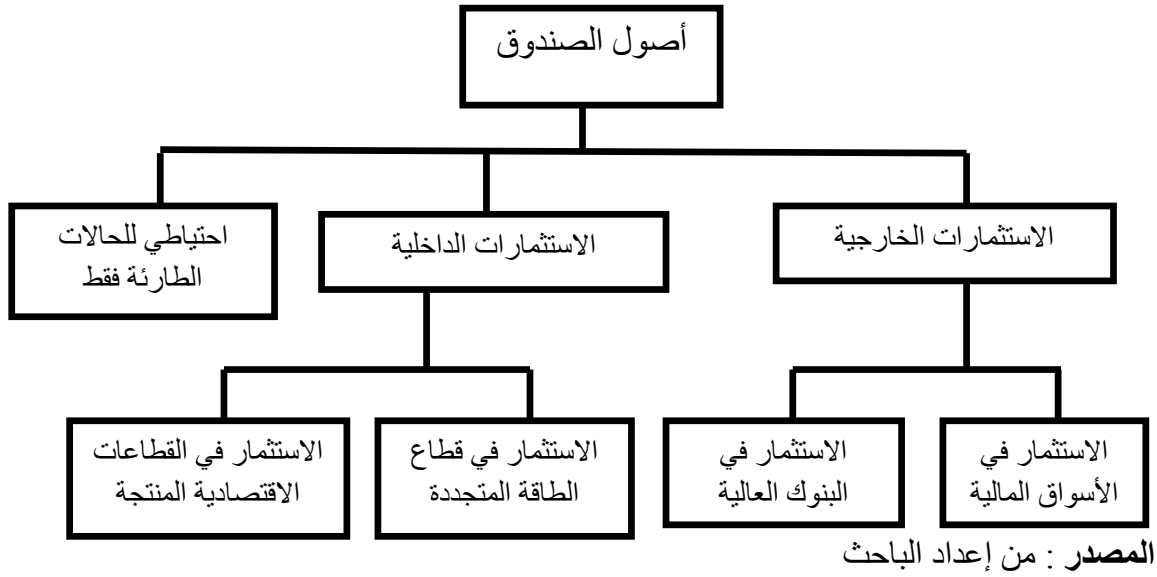 أصول الصندوق
الاستثمارات الخارجية
الاستثمارات الداخلية
احتياطي للحالات
الطارئة فقط
الاستثمار في
الأسواق المالية
الاستثمار في
البنوك العالية
الاستثمار في قطاع
الطاقة المتجددة
الاستثمار في القطاعات
الاقتصادية المنتجة
المصدر : من إعداد الباحث